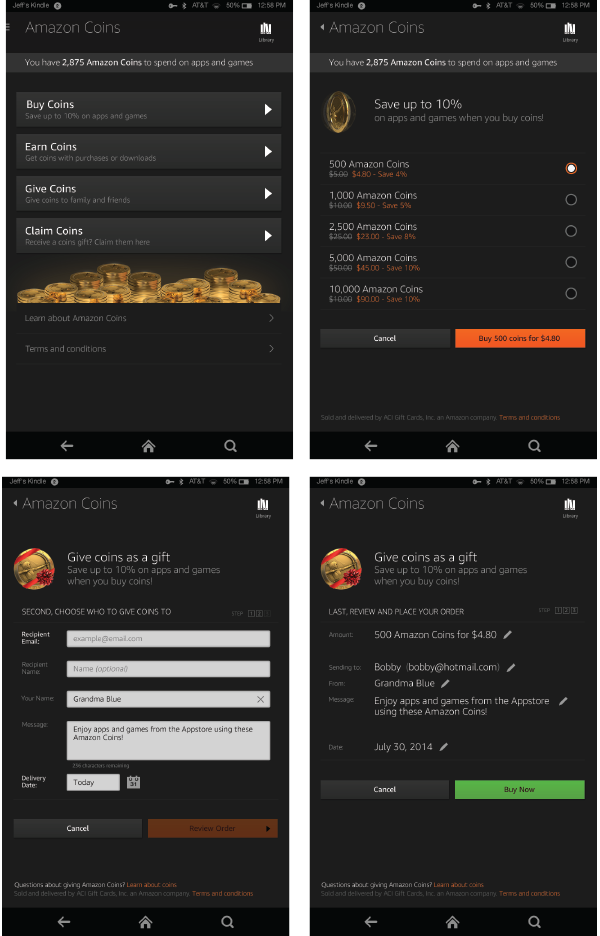 Jeff's Kindle 2 AT&T 50% 12:58 PM
Amazon Coins
Library
You have 2,875 Amazon Coins to spend on apps and games
Buy Coins
Save up to 10% on apps and games
Earn Coins
Get coins with purchases or downloads
Give Coins
Give coins to family and friends
Claim Coins
Receive a coins gift? Claim them here
Learn about Amazon Coins
Terms and conditions
Jeff's Kindle 2 AT&T 50% 12:58 PM
Amazon Coins
Library
You have 2,875 Amazon Coins to spend on apps and games
Save up to 10%
on apps and games when you buy coins!
500 Amazon Coins
$5.00 $4.80 - Save 4%
1,000 Amazon Coins
$10.00 $9.50 - Save 5%
2,500 Amazon Coins
$25.00 $23.00 - Save 8%
5,000 Amazon Coins
$50.00 $45.00 - Save 10%
10,000 Amazon Coins
$10.00 $90.00 - Save 10%
Cancel Buy 500 coins for $4.80
Sold and delivered by ACI Gift Cards, Inc. an Amazon company. Terms and conditions
Jeff's Kindle 2 AT&T 50% 12:58 PM
Amazon Coins
Library
Give coins as a gift
Save up to 10% on apps and games
when you buy coins!
SECOND, CHOOSE WHO TO GIVE COINS TO STEP 1 2 3
Recipient
Email: example@email.com
Recipient
Name: Name (optional)
Your Name: Grandma Blue
Message: Enjoy apps and games from the Appstore using these
Amazon Coins!
256 characters remaining
Delivery
Date: Today 31
Cancel Review Order
Questions about giving Amazon Coins? Learn about coins
Sold and delivered by ACI Gift Cards, Inc. an Amazon company. Terms and conditions
Jeff's Kindle 2 AT&T 50% 12:58 PM
Amazon Coins
Library
Give coins as a gift
Save up to 10% on apps and games
when you buy coins!
LAST, REVIEW AND PLACE YOUR ORDER STEP 1 2 3
Amount: 500 Amazon Coins for $4.80
Sending to: Bobby (bobby@hotmail.com)
From: Grandma Blue
Message: Enjoy apps and games from the Appstore
using these Amazon Coins!
Date: July 30, 2014
Cancel Buy Now
Questions about giving Amazon Coins? Learn about coins
Sold and delivered by ACI Gift Cards, Inc. an Amazon company. Terms and conditions